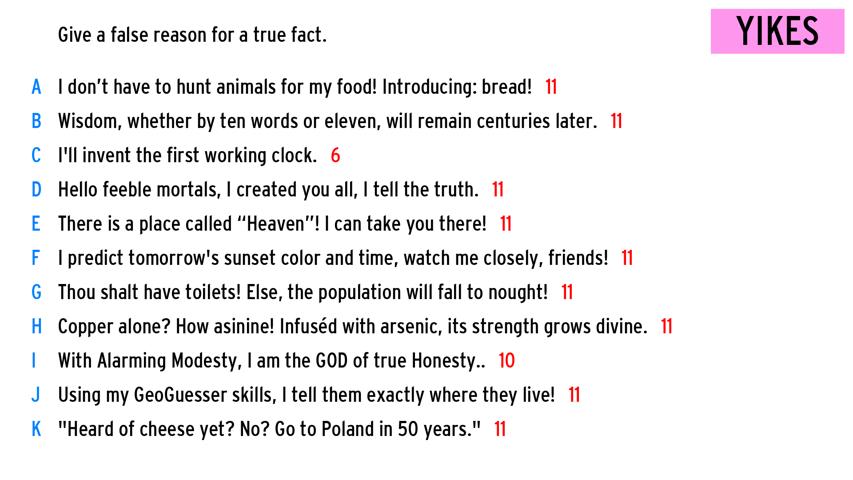 Give a false reason for a true fact.
YIKES
A I don't have to hunt animals for my food! Introducing: bread! 11
B Wisdom, whether by ten words or eleven, will remain centuries later. 11
C I'll invent the first working clock. 6
D Hello feeble mortals, I created you all, I tell the truth. 11
E There is a place called “Heaven”! I can take you there! 11
F I predict tomorrow's sunset color and time, watch me closely, friends! 11
G Thou shalt have toilets! Else, the population will fall to nought! 11
H Copper alone? How asinine! Infuséd with arsenic, its strength grows divine. 11
I With Alarming Modesty, I am the GOD of true Honesty.. 10
J Using my GeoGuesser skills, I tell them exactly where they live! 11
K "Heard of cheese yet? No? Go to Poland in 50 years." 11